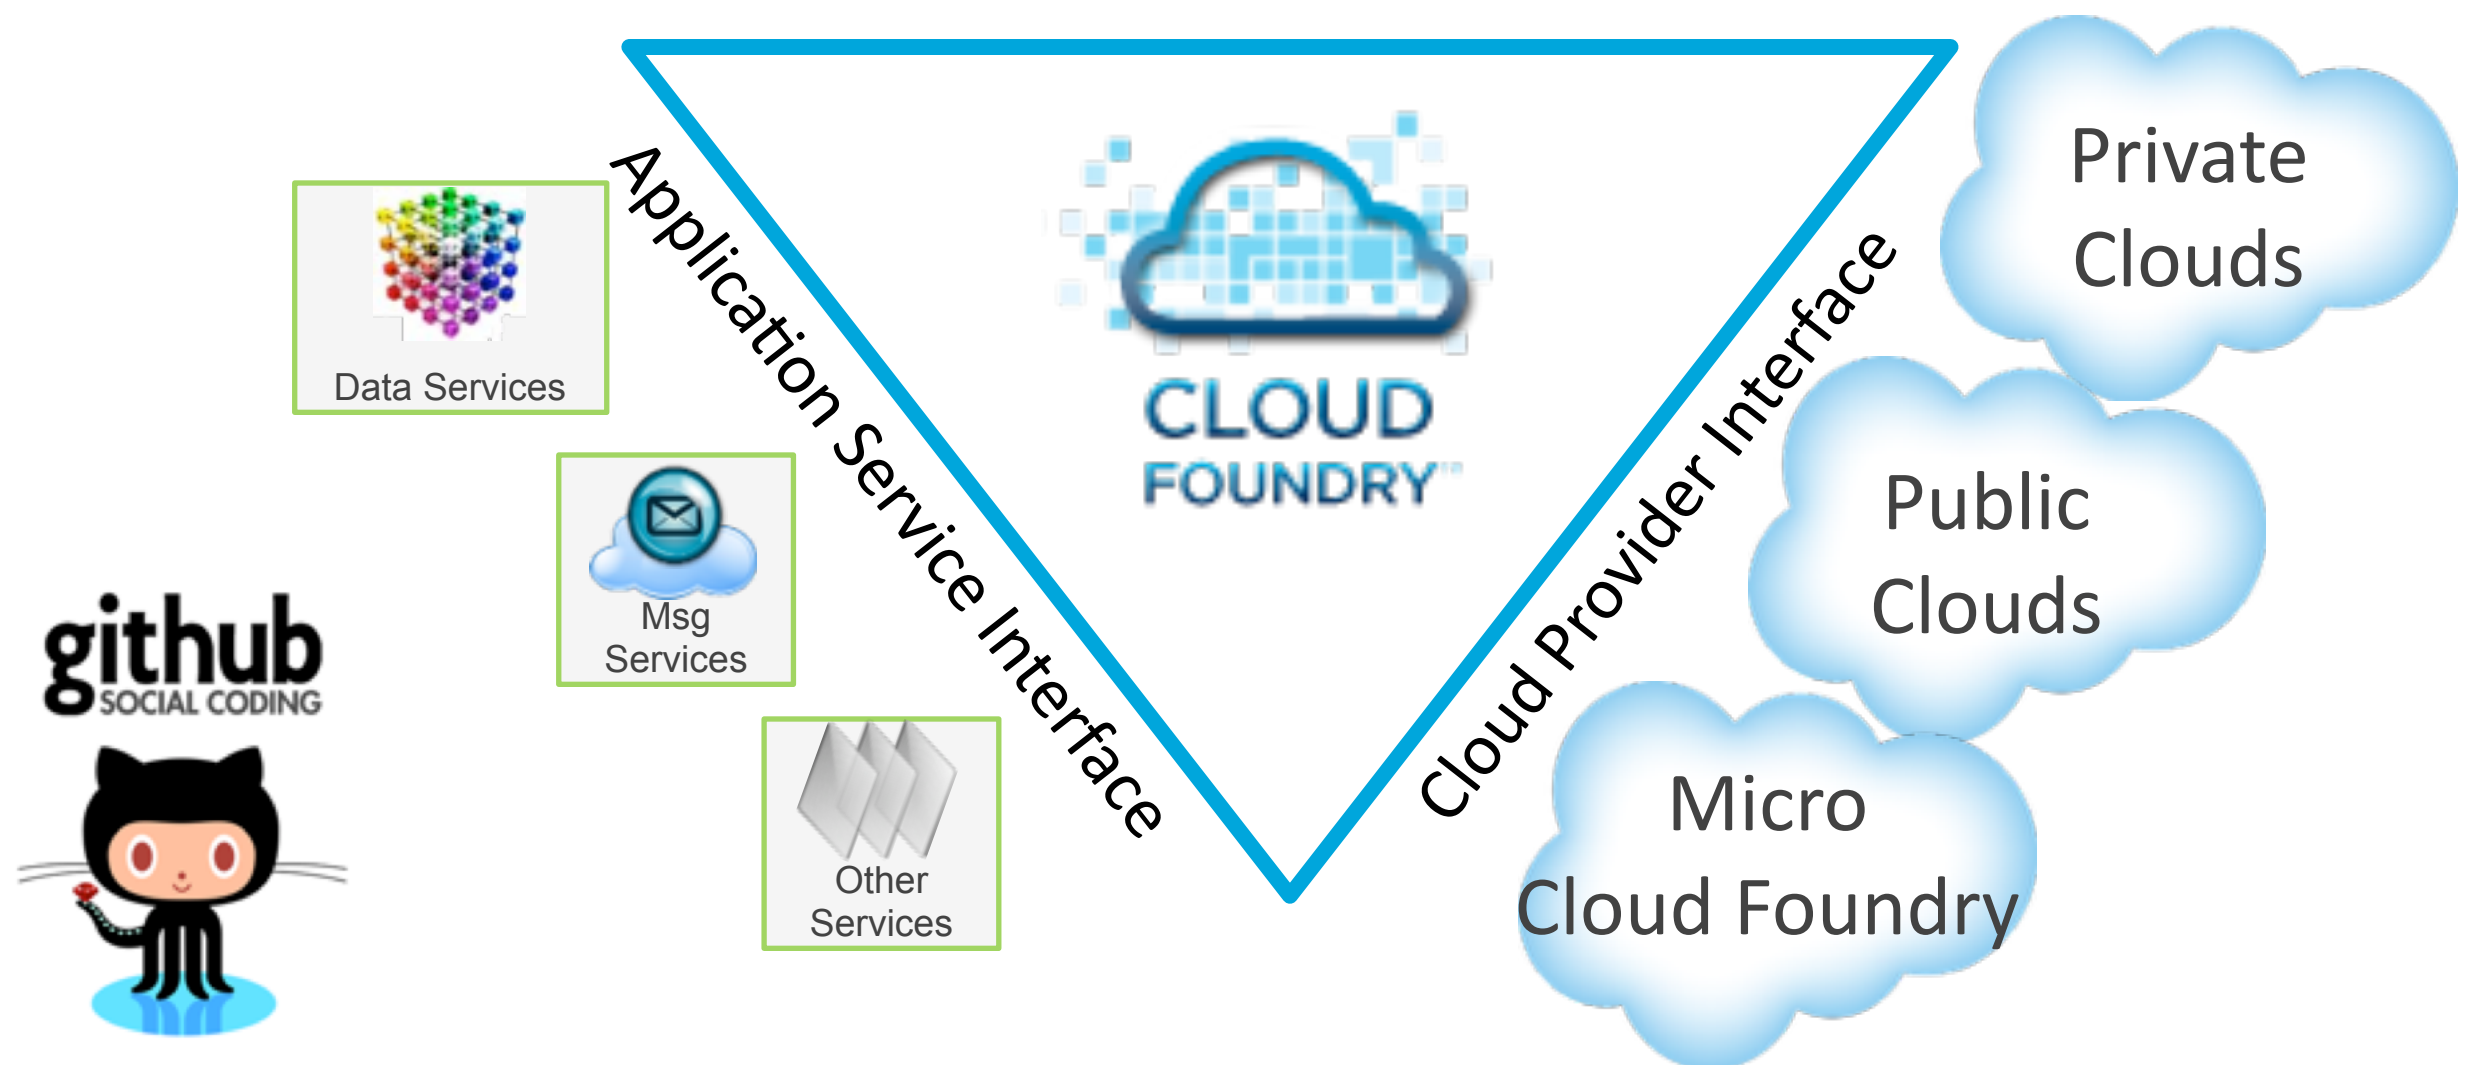 Application Service Interface
Data Services
Msg
Services
Other
Services
github
SOCIAL CODING
CLOUD
FOUNDRY™
Cloud Provider Interface
Private
Clouds
Public
Clouds
Micro
Cloud Foundry